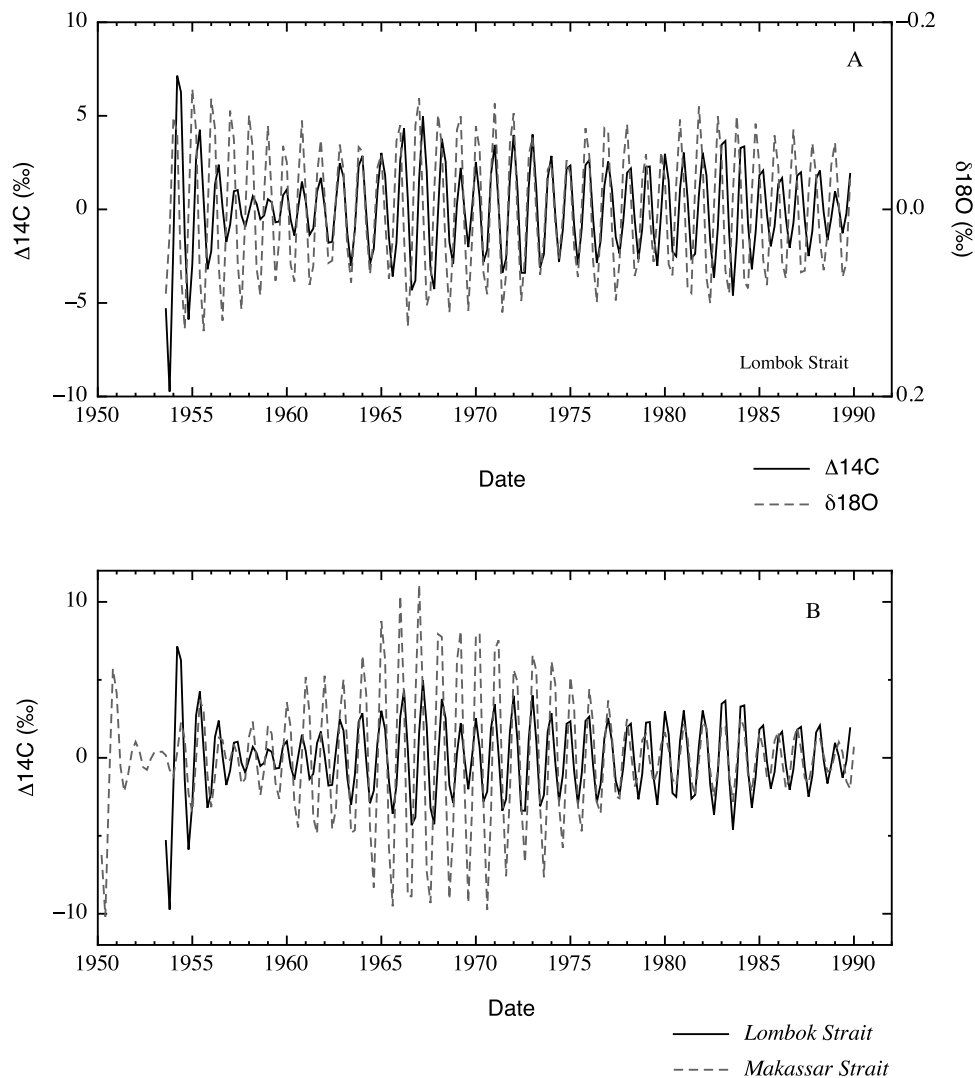 10
5
0
−5
−10
Δ14C (‰)
−0.2
0.0
0.2
δ18O (‰)
A
Lombok Strait
1950 1955 1960 1965 1970 1975 1980 1985 1990
Date
Δ14C
δ18O
10
0
−10
Δ14C (‰)
B
1950 1955 1960 1965 1970 1975 1980 1985 1990
Date
Lombok Strait
Makassar Strait